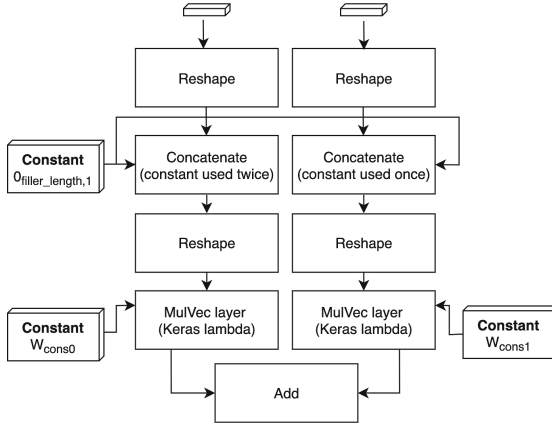 Reshape
Reshape
Constant
0filler_length,1
Concatenate
(constant used twice)
Concatenate
(constant used once)
Reshape
Reshape
Constant
Wcons0
MulVec layer
(Keras lambda)
MulVec layer
(Keras lambda)
Constant
Wcons1
Add